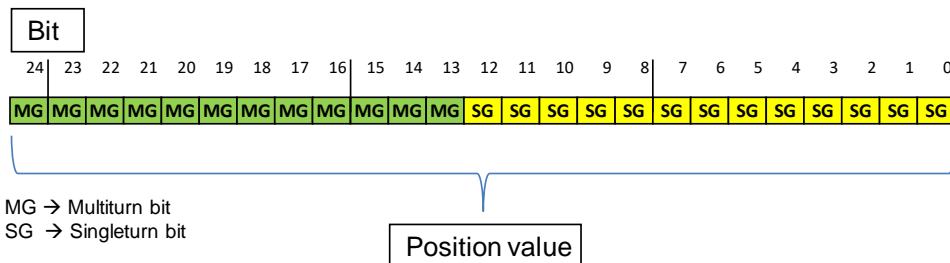 Bit
24 23 22 21 20 19 18 17 16 15 14 13 12 11 10 9 8 7 6 5 4 3 2 1 0
MG MG MG MG MG MG MG MG MG MG MG MG SG SG SG SG SG SG SG SG SG SG SG SG SG
MG → Multiturn bit
SG → Singleturn bit
Position value